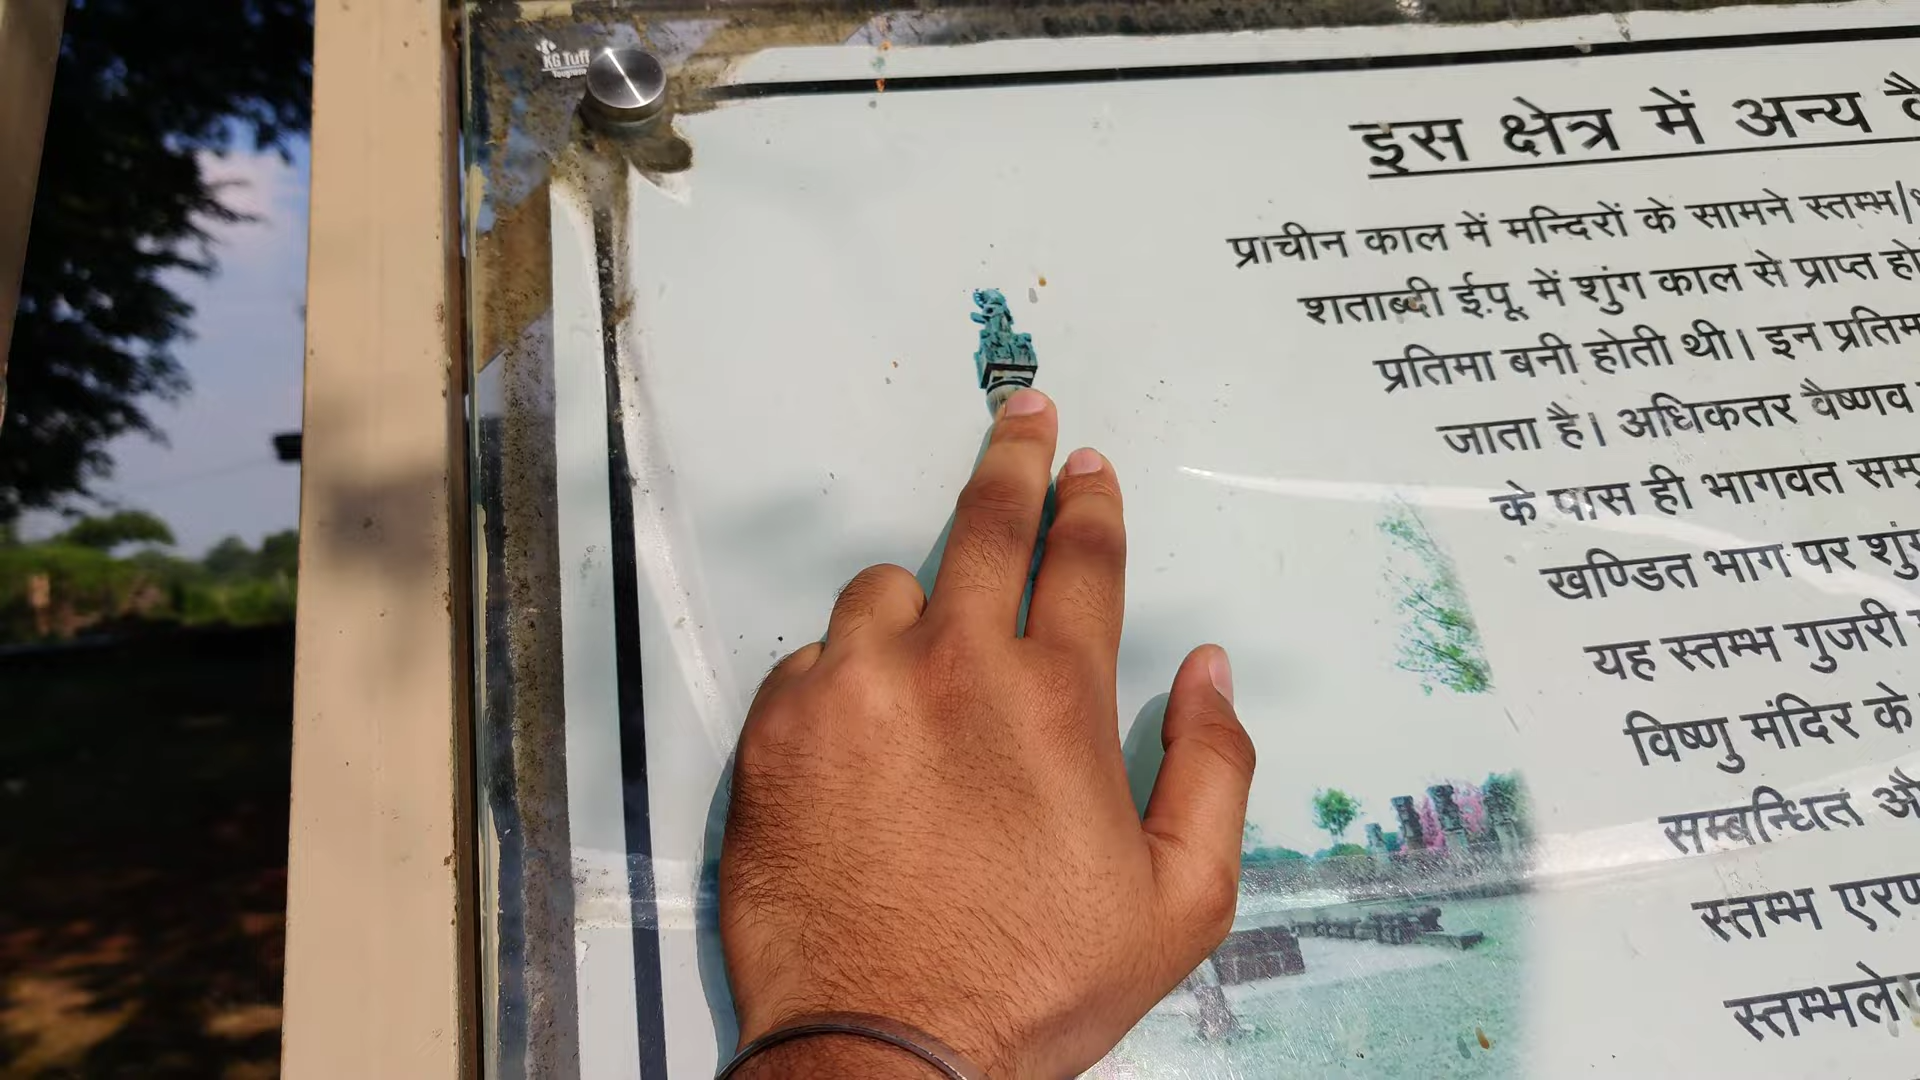 KG Tuff
इस क्षेत्र में अन्य
प्राचीन काल में मन्दिरों के सामने स्तम्भ/
शताब्दी ई.पू. में शुंग काल से प्राप्त
प्रतिमा बनी होती थी। इन
जाता है। अधिकतर वैष्णव
के पास ही भागवत
खण्डित भाग पर
यह स्तम्भ गुजरी
विष्णु मंदिर के
सम्बन्धित
स्तम्भ